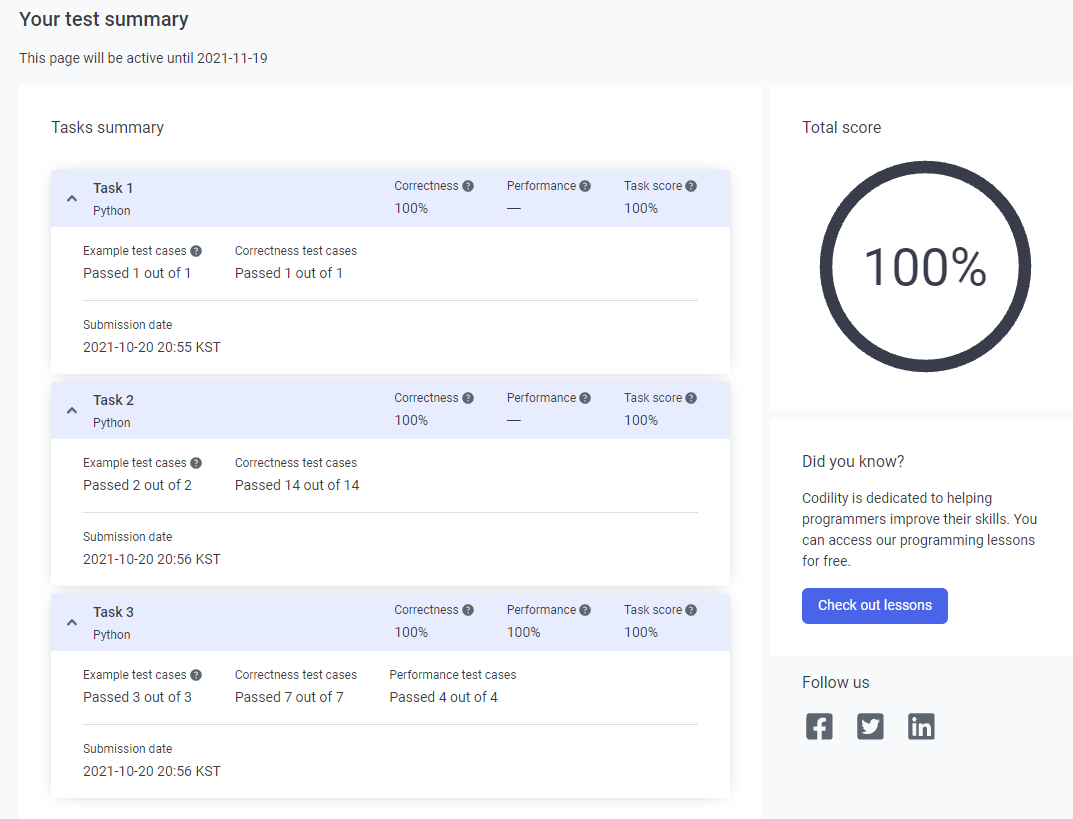 Your test summary
This page will be active until 2021-11-19
Tasks summary
Task 1
Python
Correctness ?
100%
Performance ?
—
Task score ?
100%
Example test cases ?
Passed 1 out of 1
Correctness test cases
Passed 1 out of 1
Submission date
2021-10-20 20:55 KST
Task 2
Python
Correctness ?
100%
Performance ?
—
Task score ?
100%
Example test cases ?
Passed 2 out of 2
Correctness test cases
Passed 14 out of 14
Submission date
2021-10-20 20:56 KST
Task 3
Python
Correctness ?
100%
Performance ?
100%
Task score ?
100%
Example test cases ?
Passed 3 out of 3
Correctness test cases
Passed 7 out of 7
Performance test cases
Passed 4 out of 4
Submission date
2021-10-20 20:56 KST
Total score
100%
Did you know?
Codility is dedicated to helping
programmers improve their skills. You
can access our programming lessons
for free.
Check out lessons
Follow us